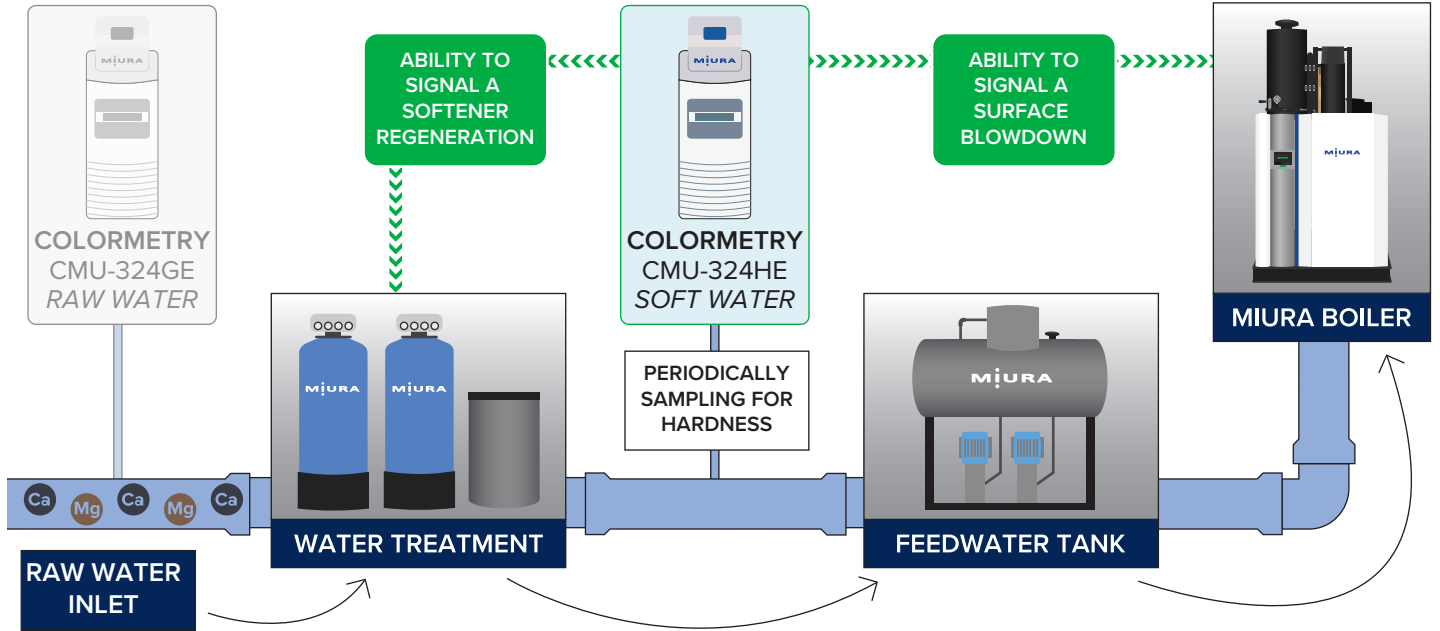 MIURA
COLORMETRY
CMU-324GE
RAW WATER
ABILITY TO
SIGNAL A
SOFTENER
REGENERATION
MIURA
COLORMETRY
CMU-324HE
SOFT WATER
ABILITY TO
SIGNAL A
SURFACE
BLOWDOWN
MIURA
MIURA BOILER
PERIODICALLY
SAMPLING FOR
HARDNESS
MIURA
MIURA
MIURA
Ca Mg Ca Mg Ca
WATER TREATMENT
FEEDWATER TANK
RAW WATER
INLET